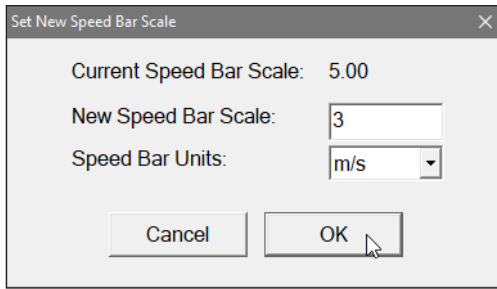 Set New Speed Bar Scale
Current Speed Bar Scale: 5.00
New Speed Bar Scale: 3
Speed Bar Units: m/s
Cancel OK